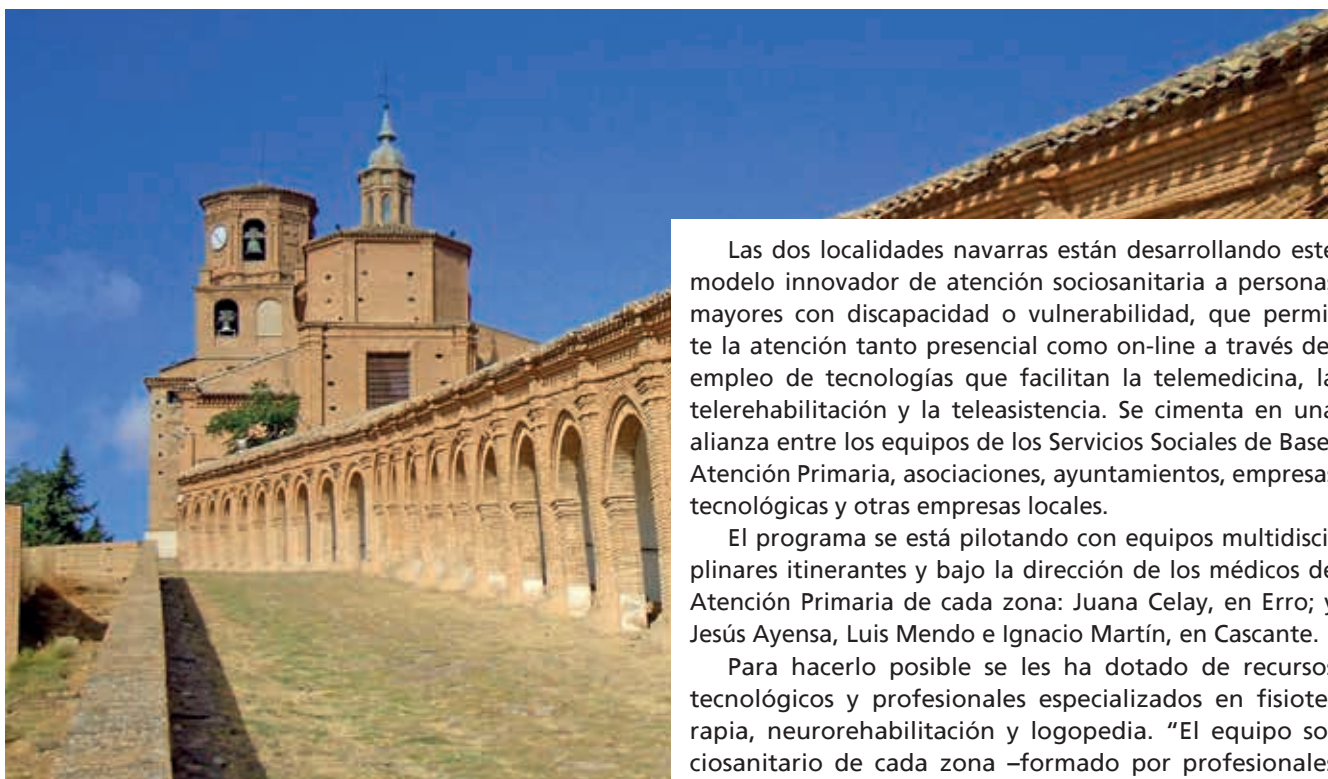 Las dos localidades navarras están desarrollando este
modelo innovador de atención sociosanitaria a personas
mayores con discapacidad o vulnerabilidad, que permi
te la atención tanto presencial como on-line a través de
empleo de tecnologías que facilitan la telemedicina, la
telerehabilitación y la teleasistencia. Se cimenta en una
alianza entre los equipos de los Servicios Sociales de Base
Atención Primaria, asociaciones, ayuntamientos, empresas
tecnológicas y otras empresas locales.
El programa se está pilotando con equipos multidisci
plinares itinerantes y bajo la dirección de los médicos de
Atención Primaria de cada zona: Juana Celay, en Erro; y
Jesús Ayensa, Luis Mendo e Ignacio Martín, en Cascante.
Para hacerlo posible se les ha dotado de recursos
tecnológicos y profesionales especializados en fisiote
rapia, neurorehabilitación y logopedia. “El equipo so
ciosanitario de cada zona –formado por profesionales